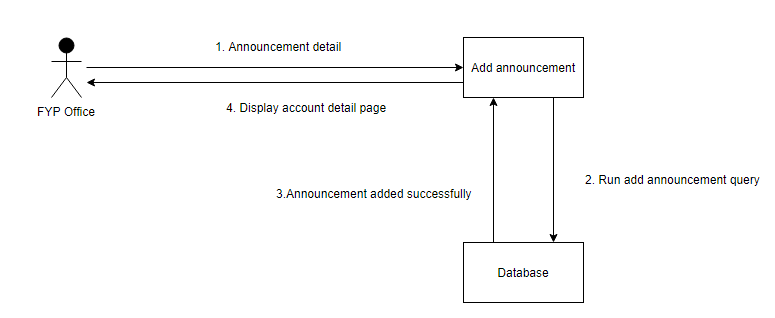 1. Announcement detail
Add announcement
4. Display account detail page
FYP Office
2. Run add announcement query
3.Announcement added successfully
Database